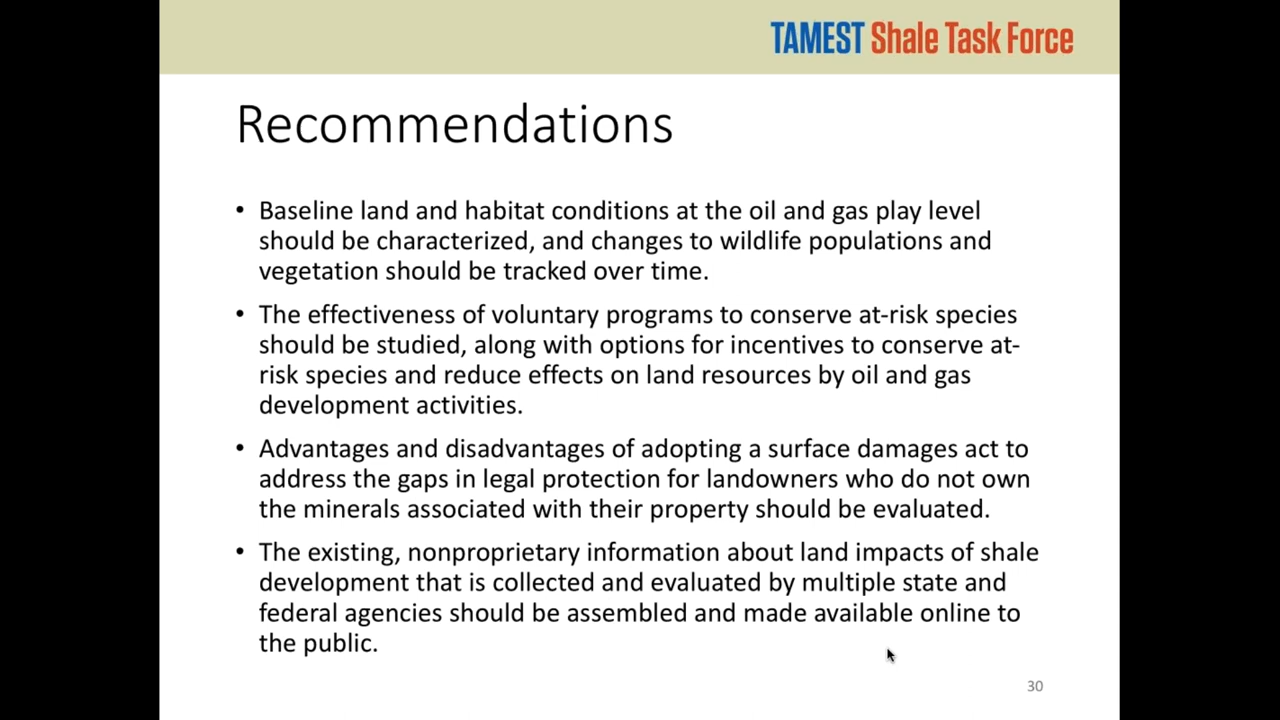 TAMEST Shale Task Force
Recommendations
• Baseline land and habitat conditions at the oil and gas play level
should be characterized, and changes to wildlife populations and
vegetation should be tracked over time.
• The effectiveness of voluntary programs to conserve at-risk species
should be studied, along with options for incentives to conserve at-
risk species and reduce effects on land resources by oil and gas
development activities.
• Advantages and disadvantages of adopting a surface damages act to
address the gaps in legal protection for landowners who do not own
the minerals associated with their property should be evaluated.
• The existing, nonproprietary information about land impacts of shale
development that is collected and evaluated by multiple state and
federal agencies should be assembled and made available online to
the public.
30